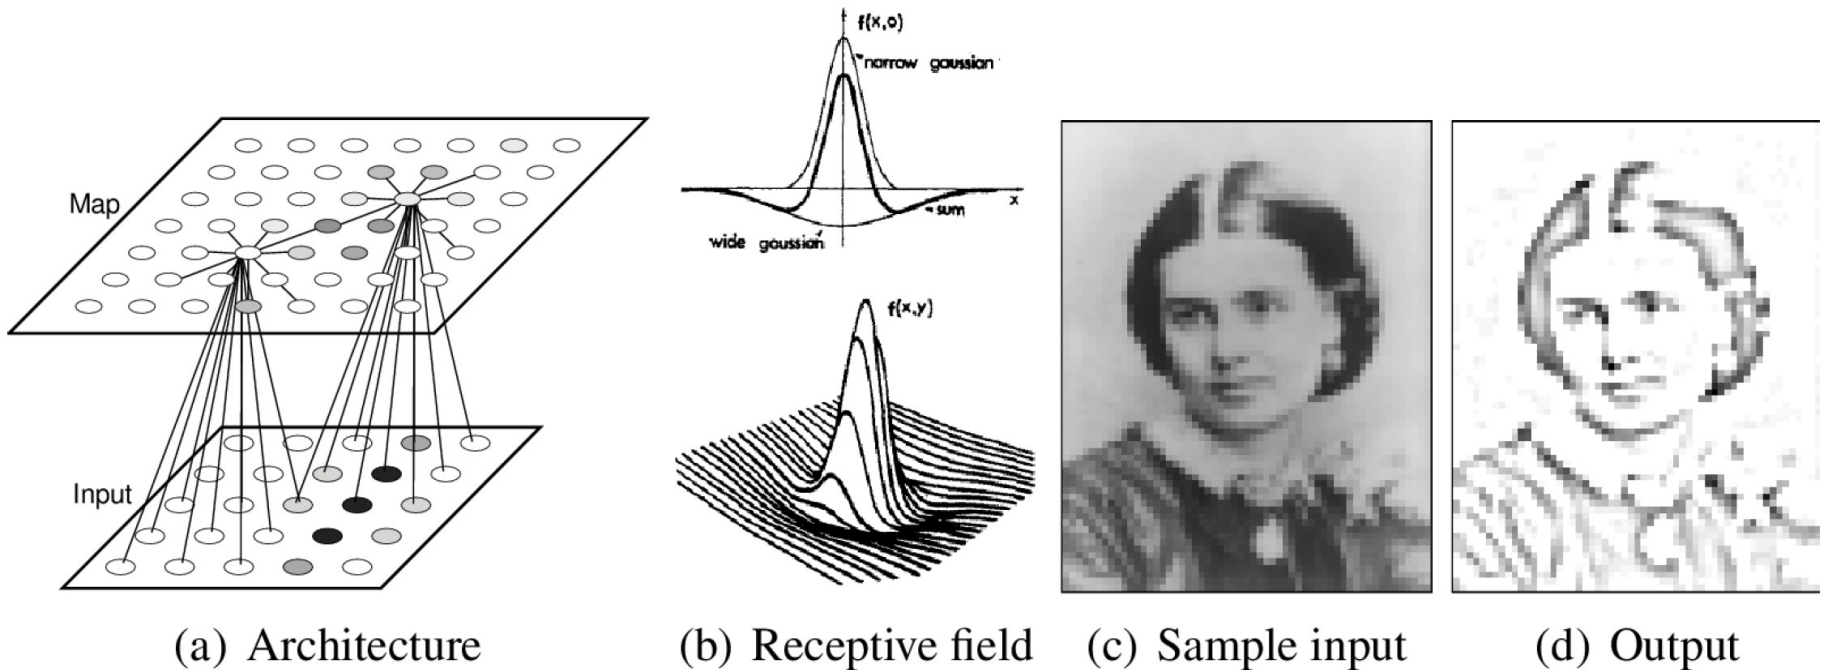 Map
Input
(a) Architecture
f(x,o)
narrow gaussian
x
sum
wide gaussian
f(x,y)
(b) Receptive field
(c) Sample input
(d) Output